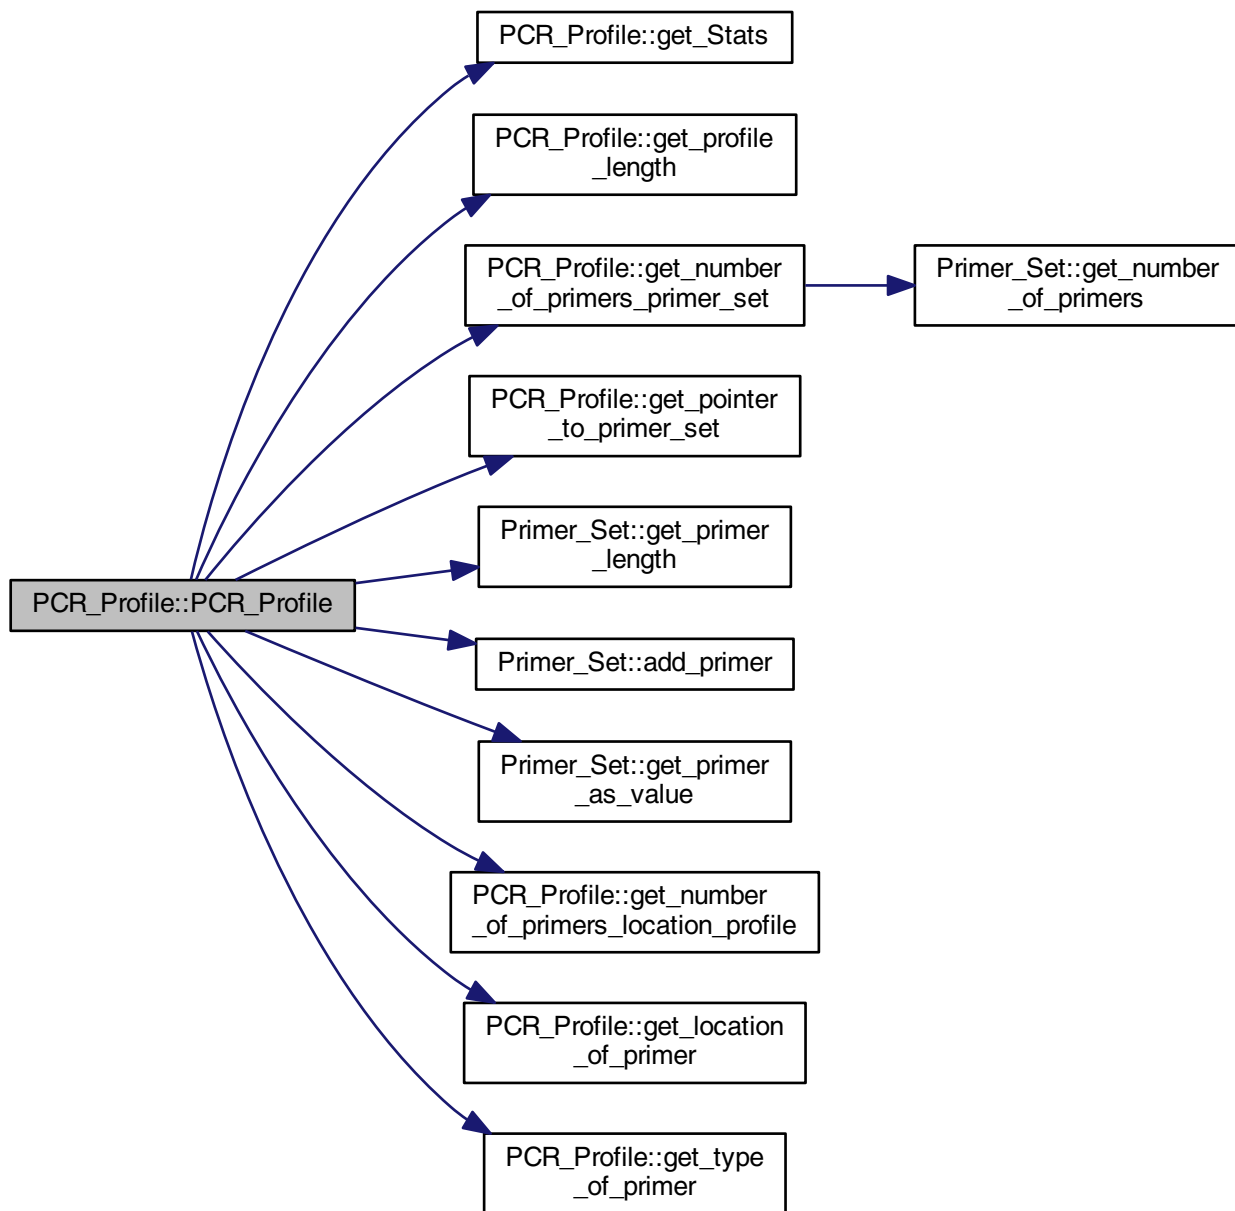 PCR_Profile::get_Stats
PCR_Profile::get_profile
_length
PCR_Profile::get_number
_of_primers_primer_set
Primer_Set::get_number
_of_primers
PCR_Profile::get_pointer
_to_primer_set
Primer_Set::get_primer
_length
PCR_Profile::PCR_Profile
Primer_Set::add_primer
Primer_Set::get_primer
_as_value
PCR_Profile::get_number
_of_primers_location_profile
PCR_Profile::get_location
_of_primer
PCR_Profile::get_type
_of_primer